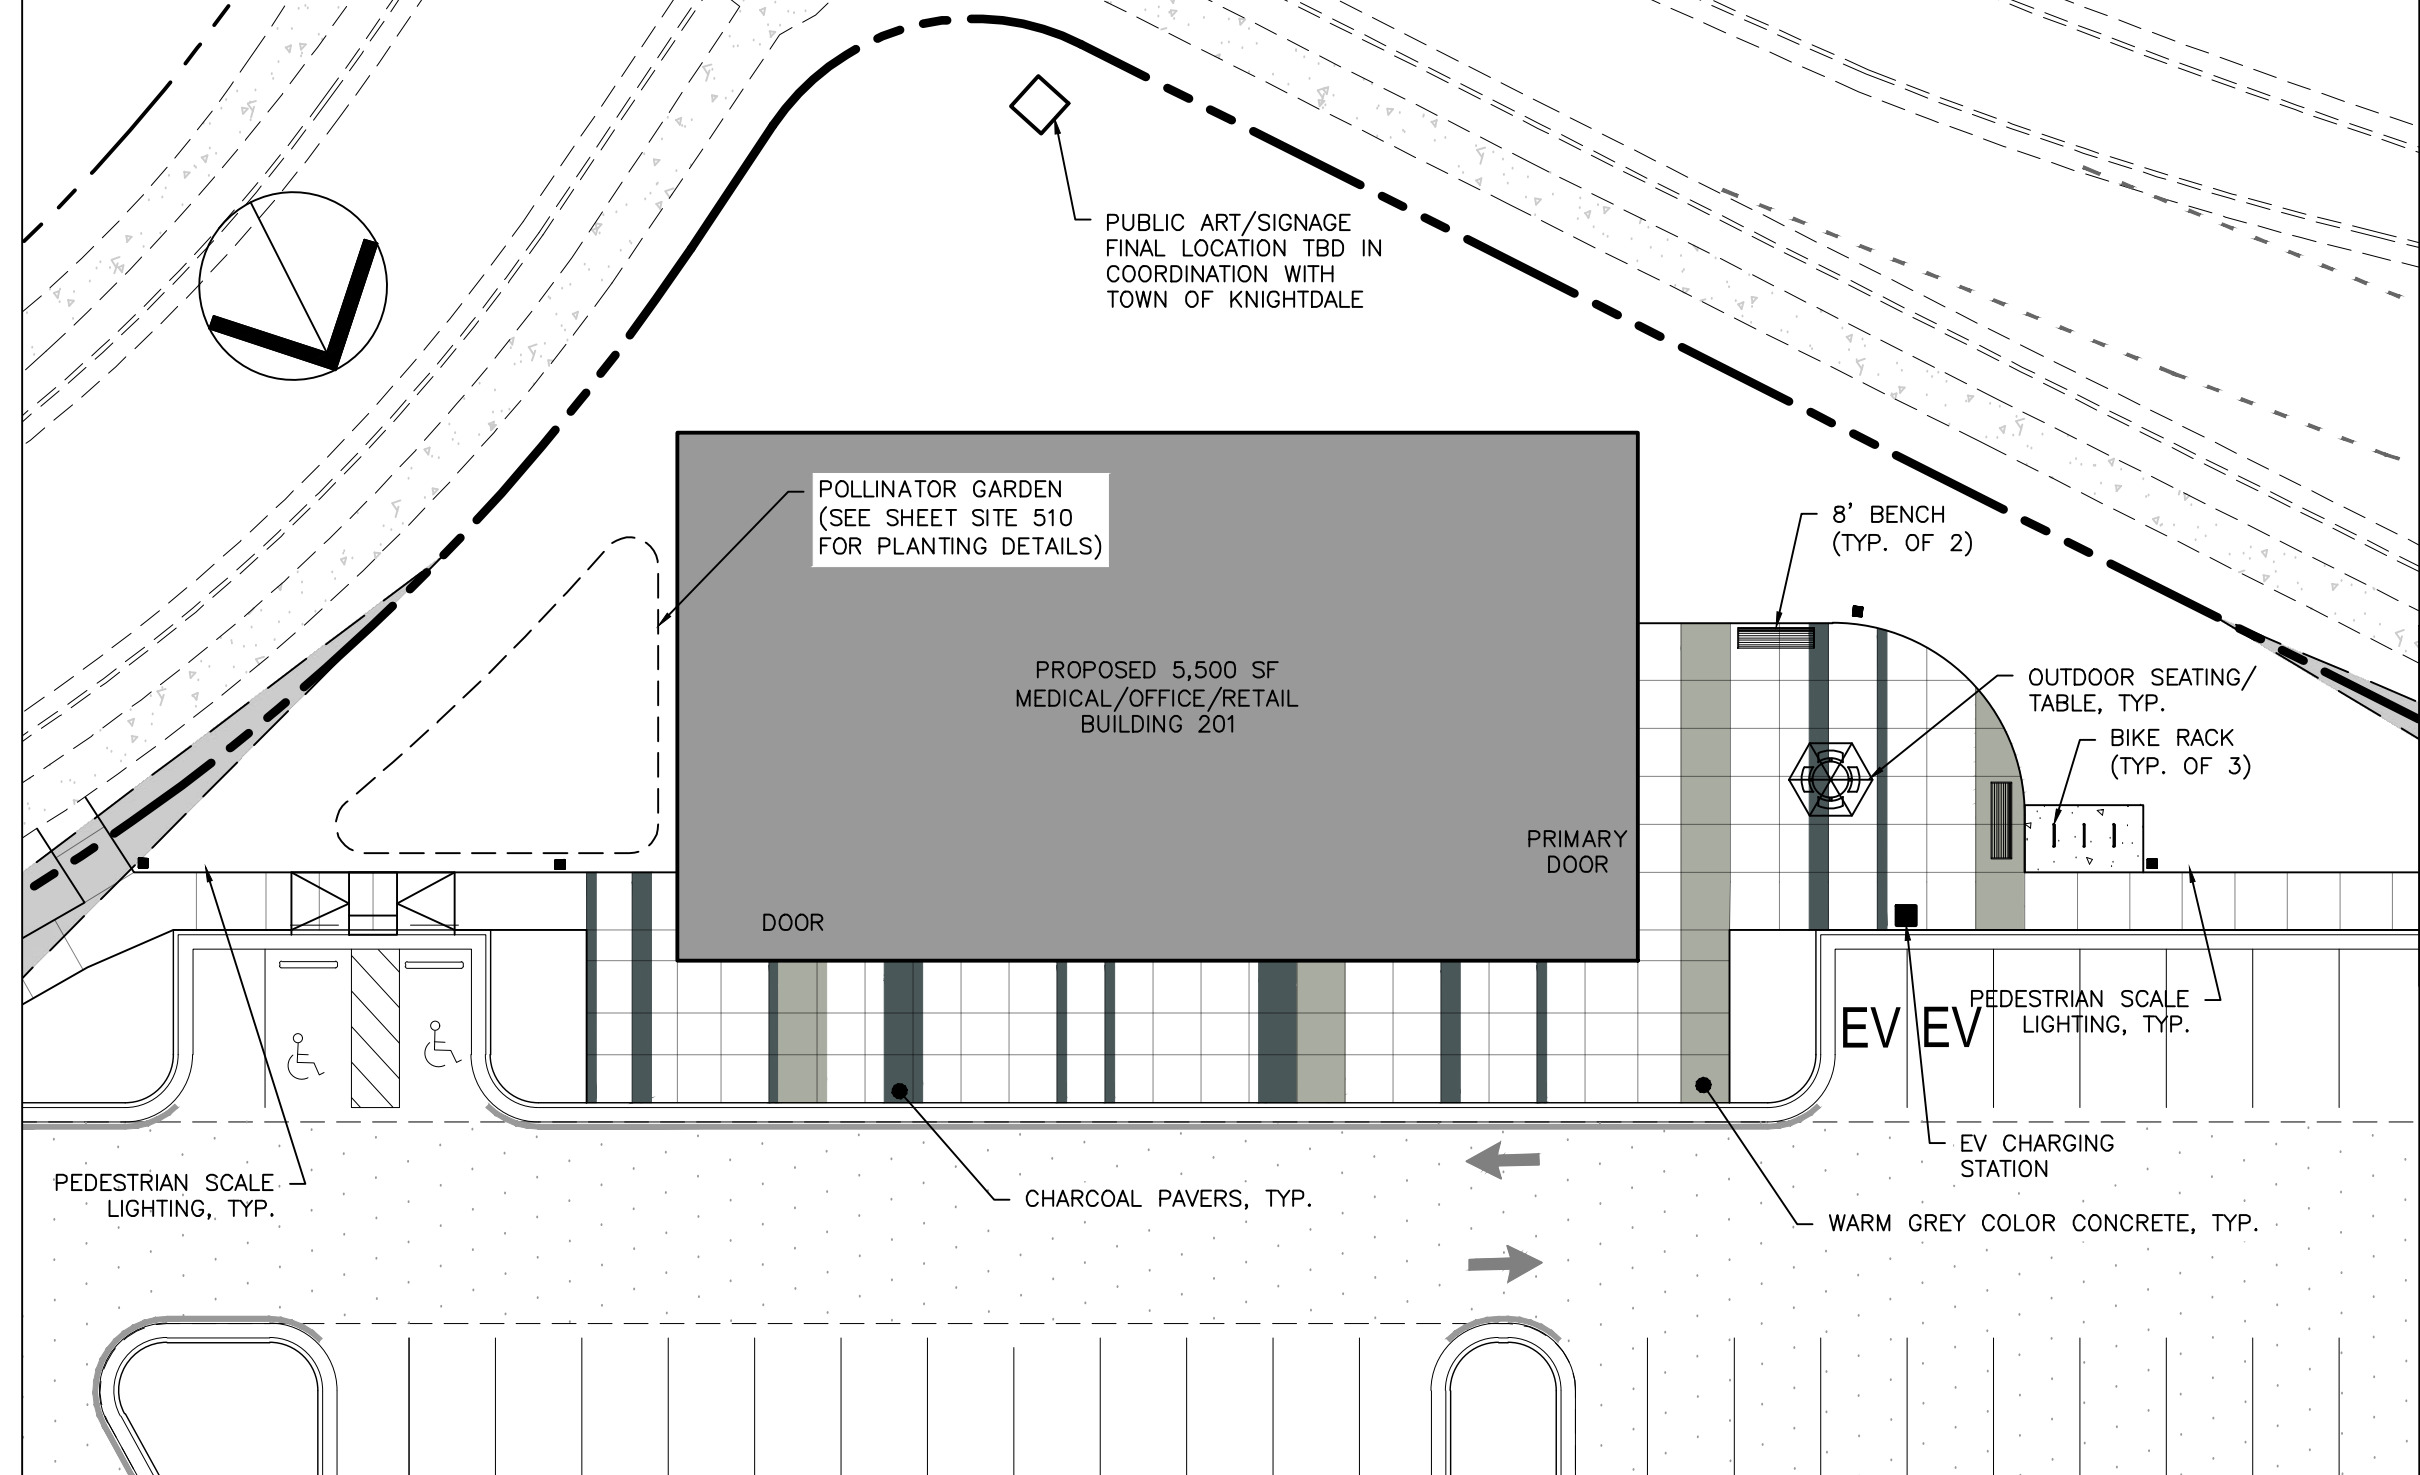 PUBLIC ART/SIGNAGE
FINAL LOCATION TBD IN
COORDINATION WITH
TOWN OF KNIGHTDALE
POLLINATOR GARDEN
(SEE SHEET SITE 510
FOR PLANTING DETAILS)
8' BENCH
(TYP. OF 2)
PROPOSED 5,500 SF
MEDICAL/OFFICE/RETAIL
BUILDING 201
OUTDOOR SEATING/
TABLE, TYP.
BIKE RACK
(TYP. OF 3)
PRIMARY
DOOR
DOOR
PEDESTRIAN SCALE
LIGHTING, TYP.
EV EV
EV CHARGING
STATION
PEDESTRIAN SCALE
LIGHTING, TYP.
CHARCOAL PAVERS, TYP.
WARM GREY COLOR CONCRETE, TYP.